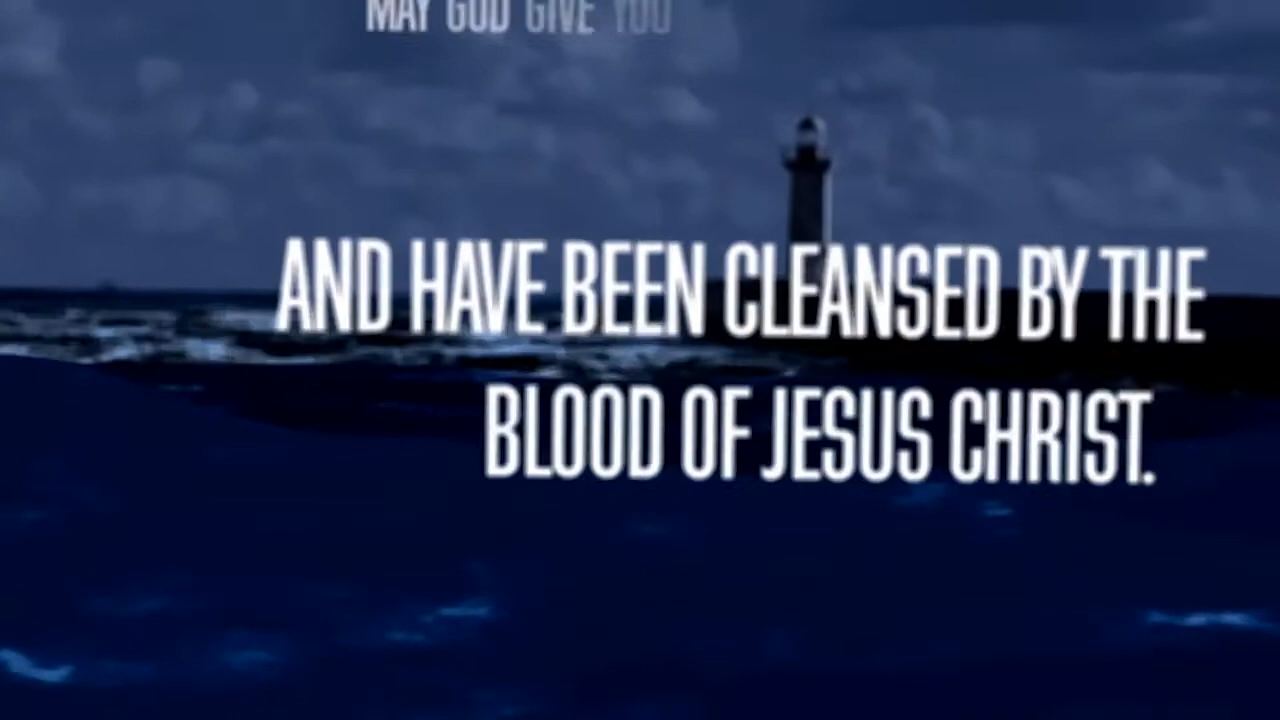 MAY GOD GIVE YOU
AND HAVE BEEN CLEANSED BY THE
BLOOD OF JESUS CHRIST.